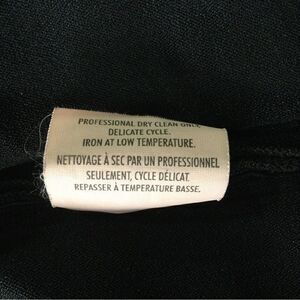 PROFESSIONAL DRY CLEAN ONLY,
DELICATE CYCLE.
IRON AT LOW TEMPERATURE.
NETTOYAGE À SEC PAR UN PROFESSIONNEL
SEULEMENT, CYCLE DÉLICAT.
REPASSER À TEMPÉRATURE BASSE.